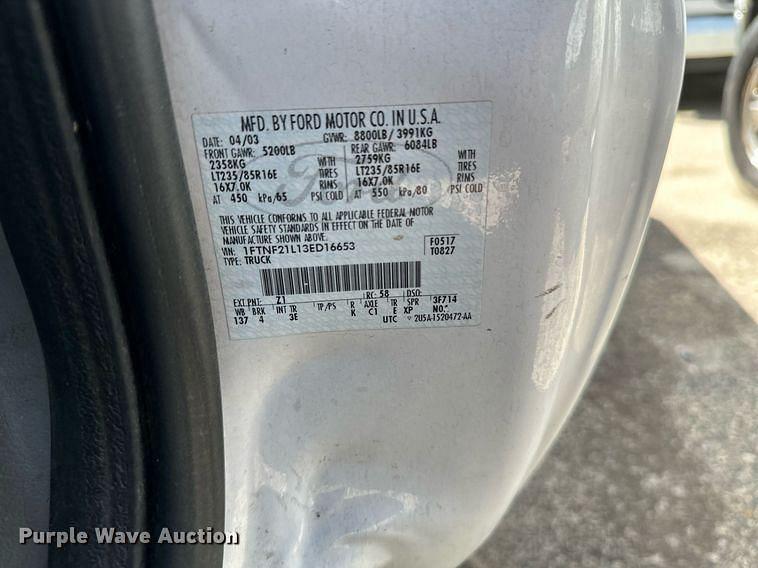 MFD. BY FORD MOTOR CO. IN U.S.A.
DATE: 04/03 GVWR: 8800LB/ 3991KG
FRONT GAWR: 5200LB REAR GAWR: 6084LB
2358KG WITH 2759KG WITH
LT235/85R16E TIRES LT235/85R16E TIRES
16X7.0K RIMS 16X7.0K RIMS
AT 450 kPa/65 PSI COLD AT 550 kPa/80 PSI COLD
THIS VEHICLE CONFORMS TO ALL APPLICABLE FEDERAL MOTOR
VEHICLE SAFETY STANDARDS IN EFFECT ON THE DATE OF
MANUFACTURE SHOWN ABOVE.
VIN: 1FTNF21L13ED16653 F0517
TYPE: TRUCK T0827
EXT.PNT: Z1 RC: 58 DSO:
WB BRK INT TR TP/PS R AXLE TR SPR 3F714
137 4 3E K C1 E XP NO.
UTC 2U5A-1520472-AA
Ford
Purple Wave Auction